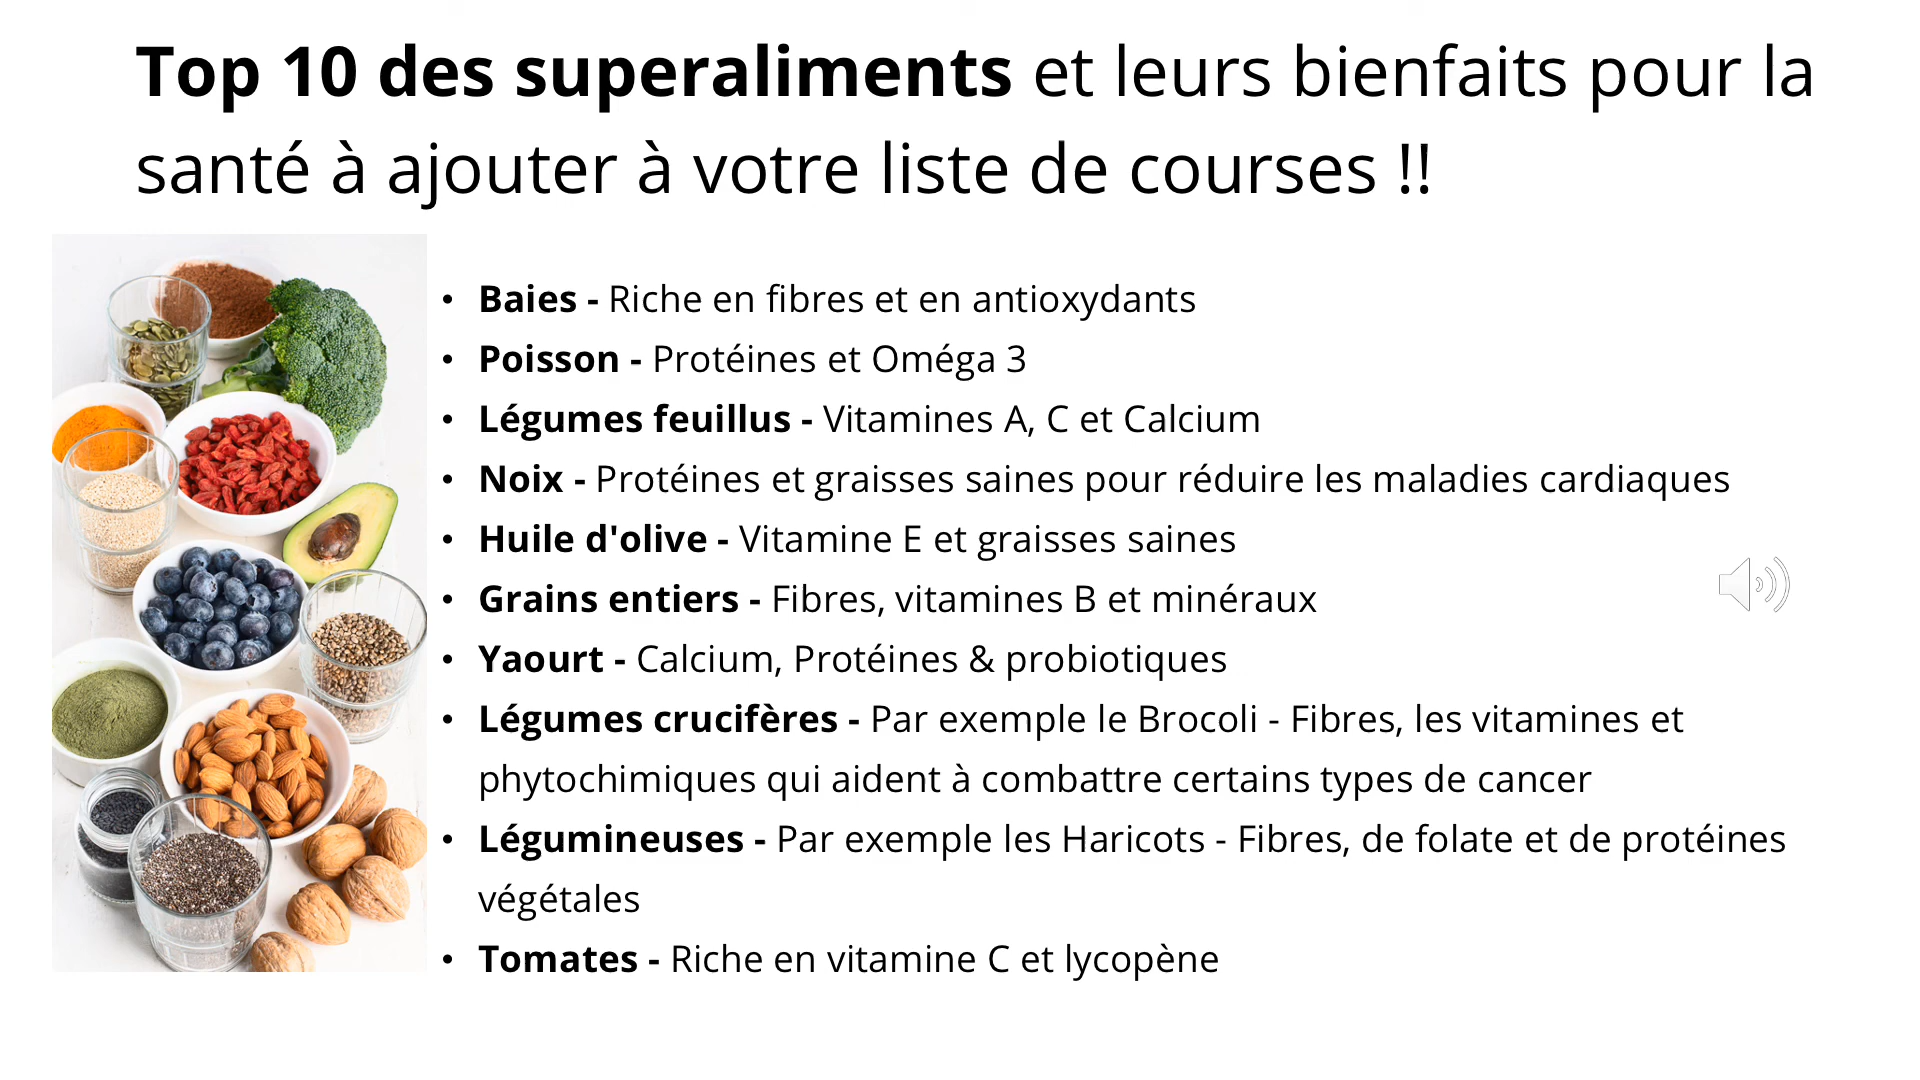 Top 10 des superaliments et leurs bienfaits pour la
santé à ajouter à votre liste de courses !!
• Baies - Riche en fibres et en antioxydants
• Poisson - Protéines et Oméga 3
• Légumes feuillus - Vitamines A, C et Calcium
• Noix - Protéines et graisses saines pour réduire les maladies cardiaques
• Huile d'olive - Vitamine E et graisses saines
• Grains entiers - Fibres, vitamines B et minéraux
• Yaourt - Calcium, Protéines & probiotiques
• Légumes crucifères - Par exemple le Brocoli - Fibres, les vitamines et
phytochimiques qui aident à combattre certains types de cancer
• Légumineuses - Par exemple les Haricots - Fibres, de folate et de protéines
végétales
• Tomates - Riche en vitamine C et lycopène